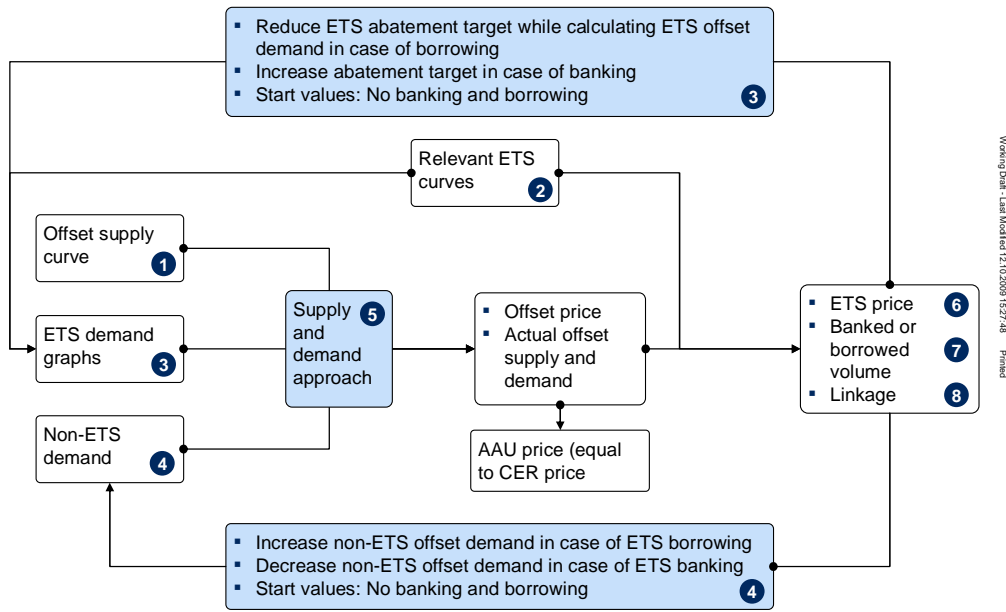 ▪ Reduce ETS abatement target while calculating ETS offset
demand in case of borrowing
▪ Increase abatement target in case of banking
▪ Start values: No banking and borrowing
3
Relevant ETS
curves
2
Offset supply
curve
1
ETS demand
graphs
3
Non-ETS
demand
4
Supply
and
demand
approach
5
▪ Offset price
▪ Actual offset
supply and
demand
AAU price (equal
to CER price
▪ ETS price 6
▪ Banked or
borrowed
volume 7
▪ Linkage 8
▪ Increase non-ETS offset demand in case of ETS borrowing
▪ Decrease non-ETS offset demand in case of ETS banking
▪ Start values: No banking and borrowing
4
Working Draft - Last Modified 12.10.2009 15:27:48 Printed